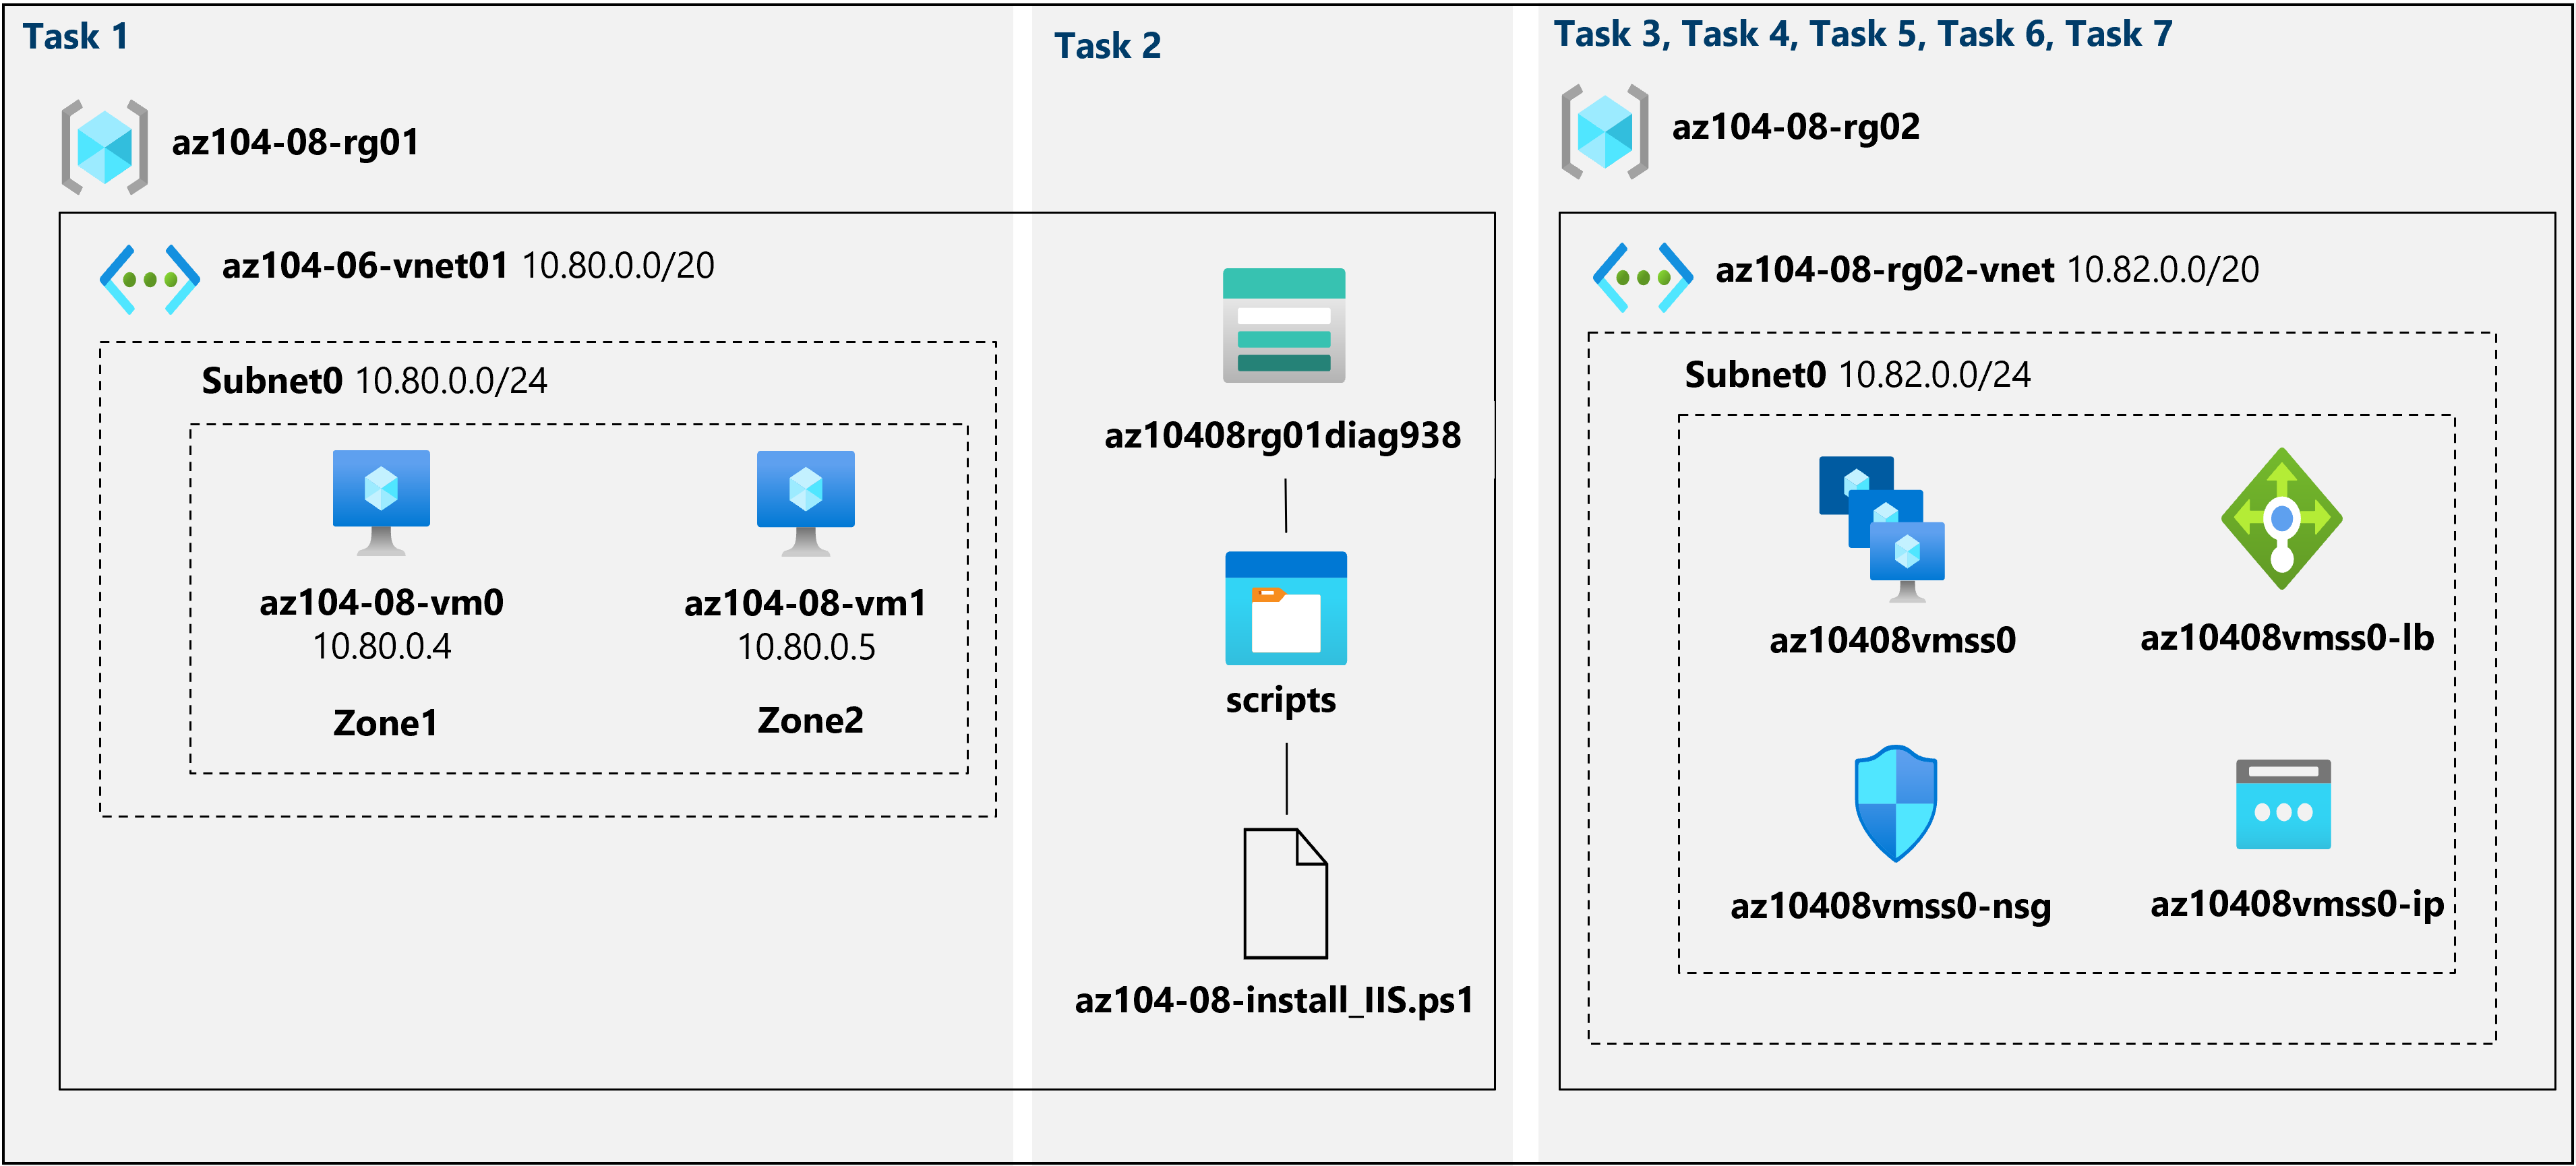 Task 1
az104-08-rg01
az104-06-vnet01 10.80.0.0/20
Subnet0 10.80.0.0/24
az104-08-vm0
10.80.0.4
Zone1
az104-08-vm1
10.80.0.5
Zone2
Task 2
az10408rg01diag938
scripts
az104-08-install_IIS.ps1
Task 3, Task 4, Task 5, Task 6, Task 7
az104-08-rg02
az104-08-rg02-vnet 10.82.0.0/20
Subnet0 10.82.0.0/24
az10408vmss0
az10408vmss0-lb
az10408vmss0-nsg
az10408vmss0-ip